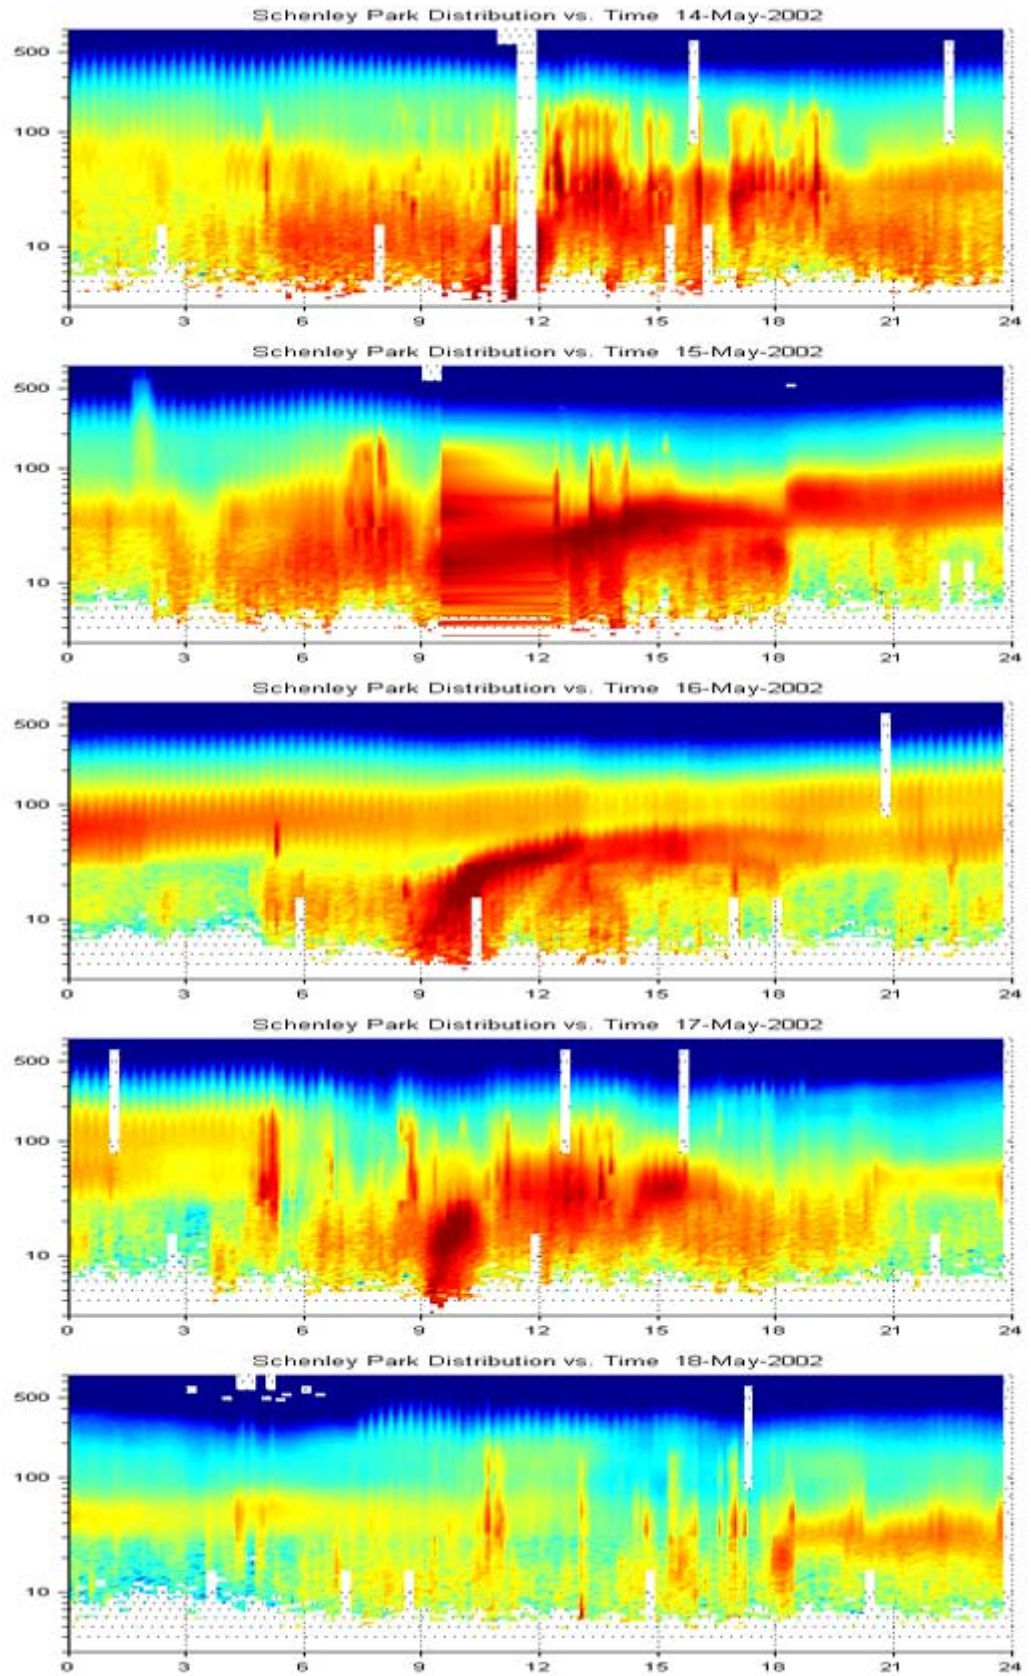 Schenley Park Distribution vs. Time 14-May-2002
500
100
10
0 3 6 9 12 15 18 21 24
Schenley Park Distribution vs. Time 15-May-2002
500
100
10
0 3 6 9 12 15 18 21 24
Schenley Park Distribution vs. Time 16-May-2002
500
100
10
0 3 6 9 12 15 18 21 24
Schenley Park Distribution vs. Time 17-May-2002
500
100
10
0 3 6 9 12 15 18 21 24
Schenley Park Distribution vs. Time 18-May-2002
500
100
10
0 3 6 9 12 15 18 21 24